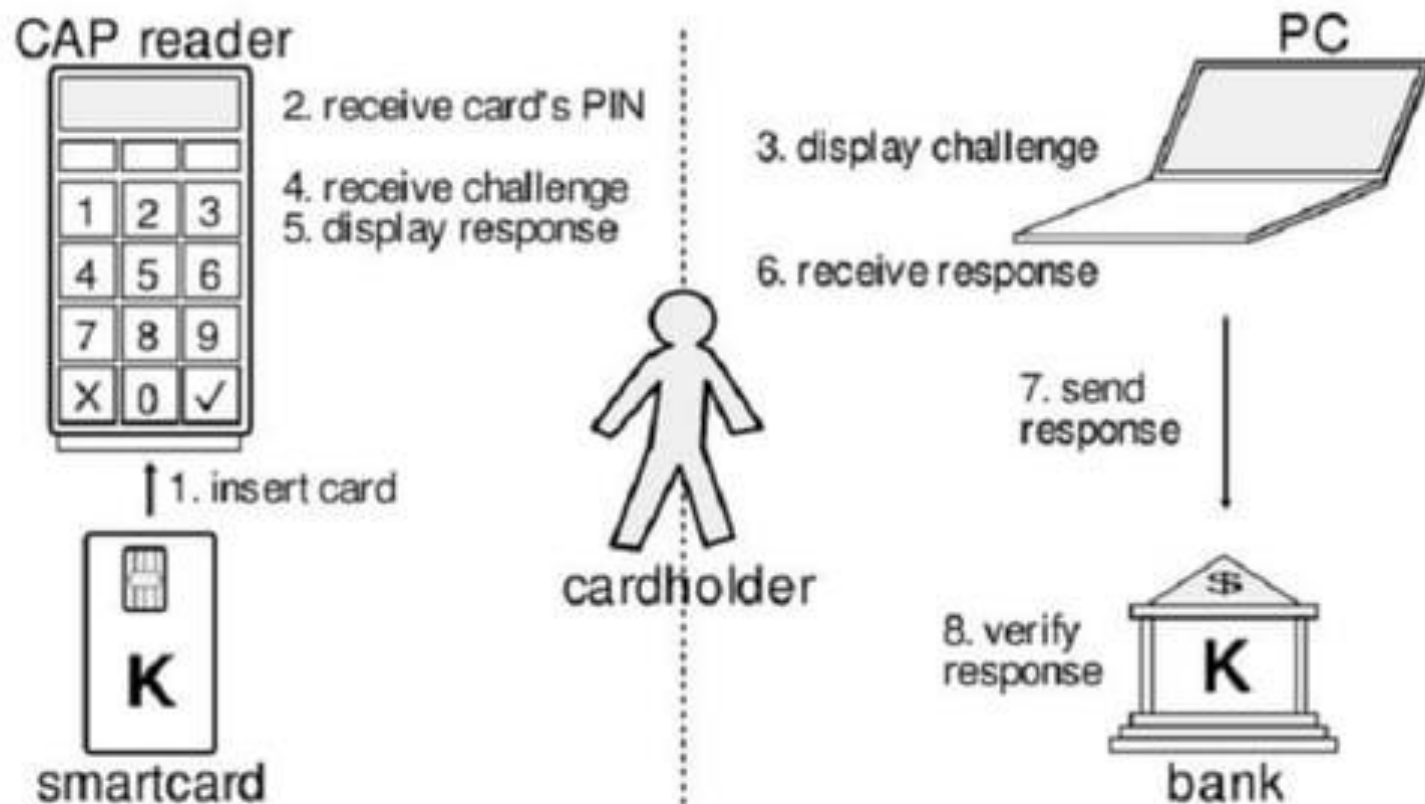 CAP reader
2. receive card's PIN
4. receive challenge
5. display response
1 2 3
4 5 6
7 8 9
X 0 ✓
1. insert card
K
smartcard
cardholder
PC
3. display challenge
6. receive response
7. send
response
8. verify
response
$
K
bank